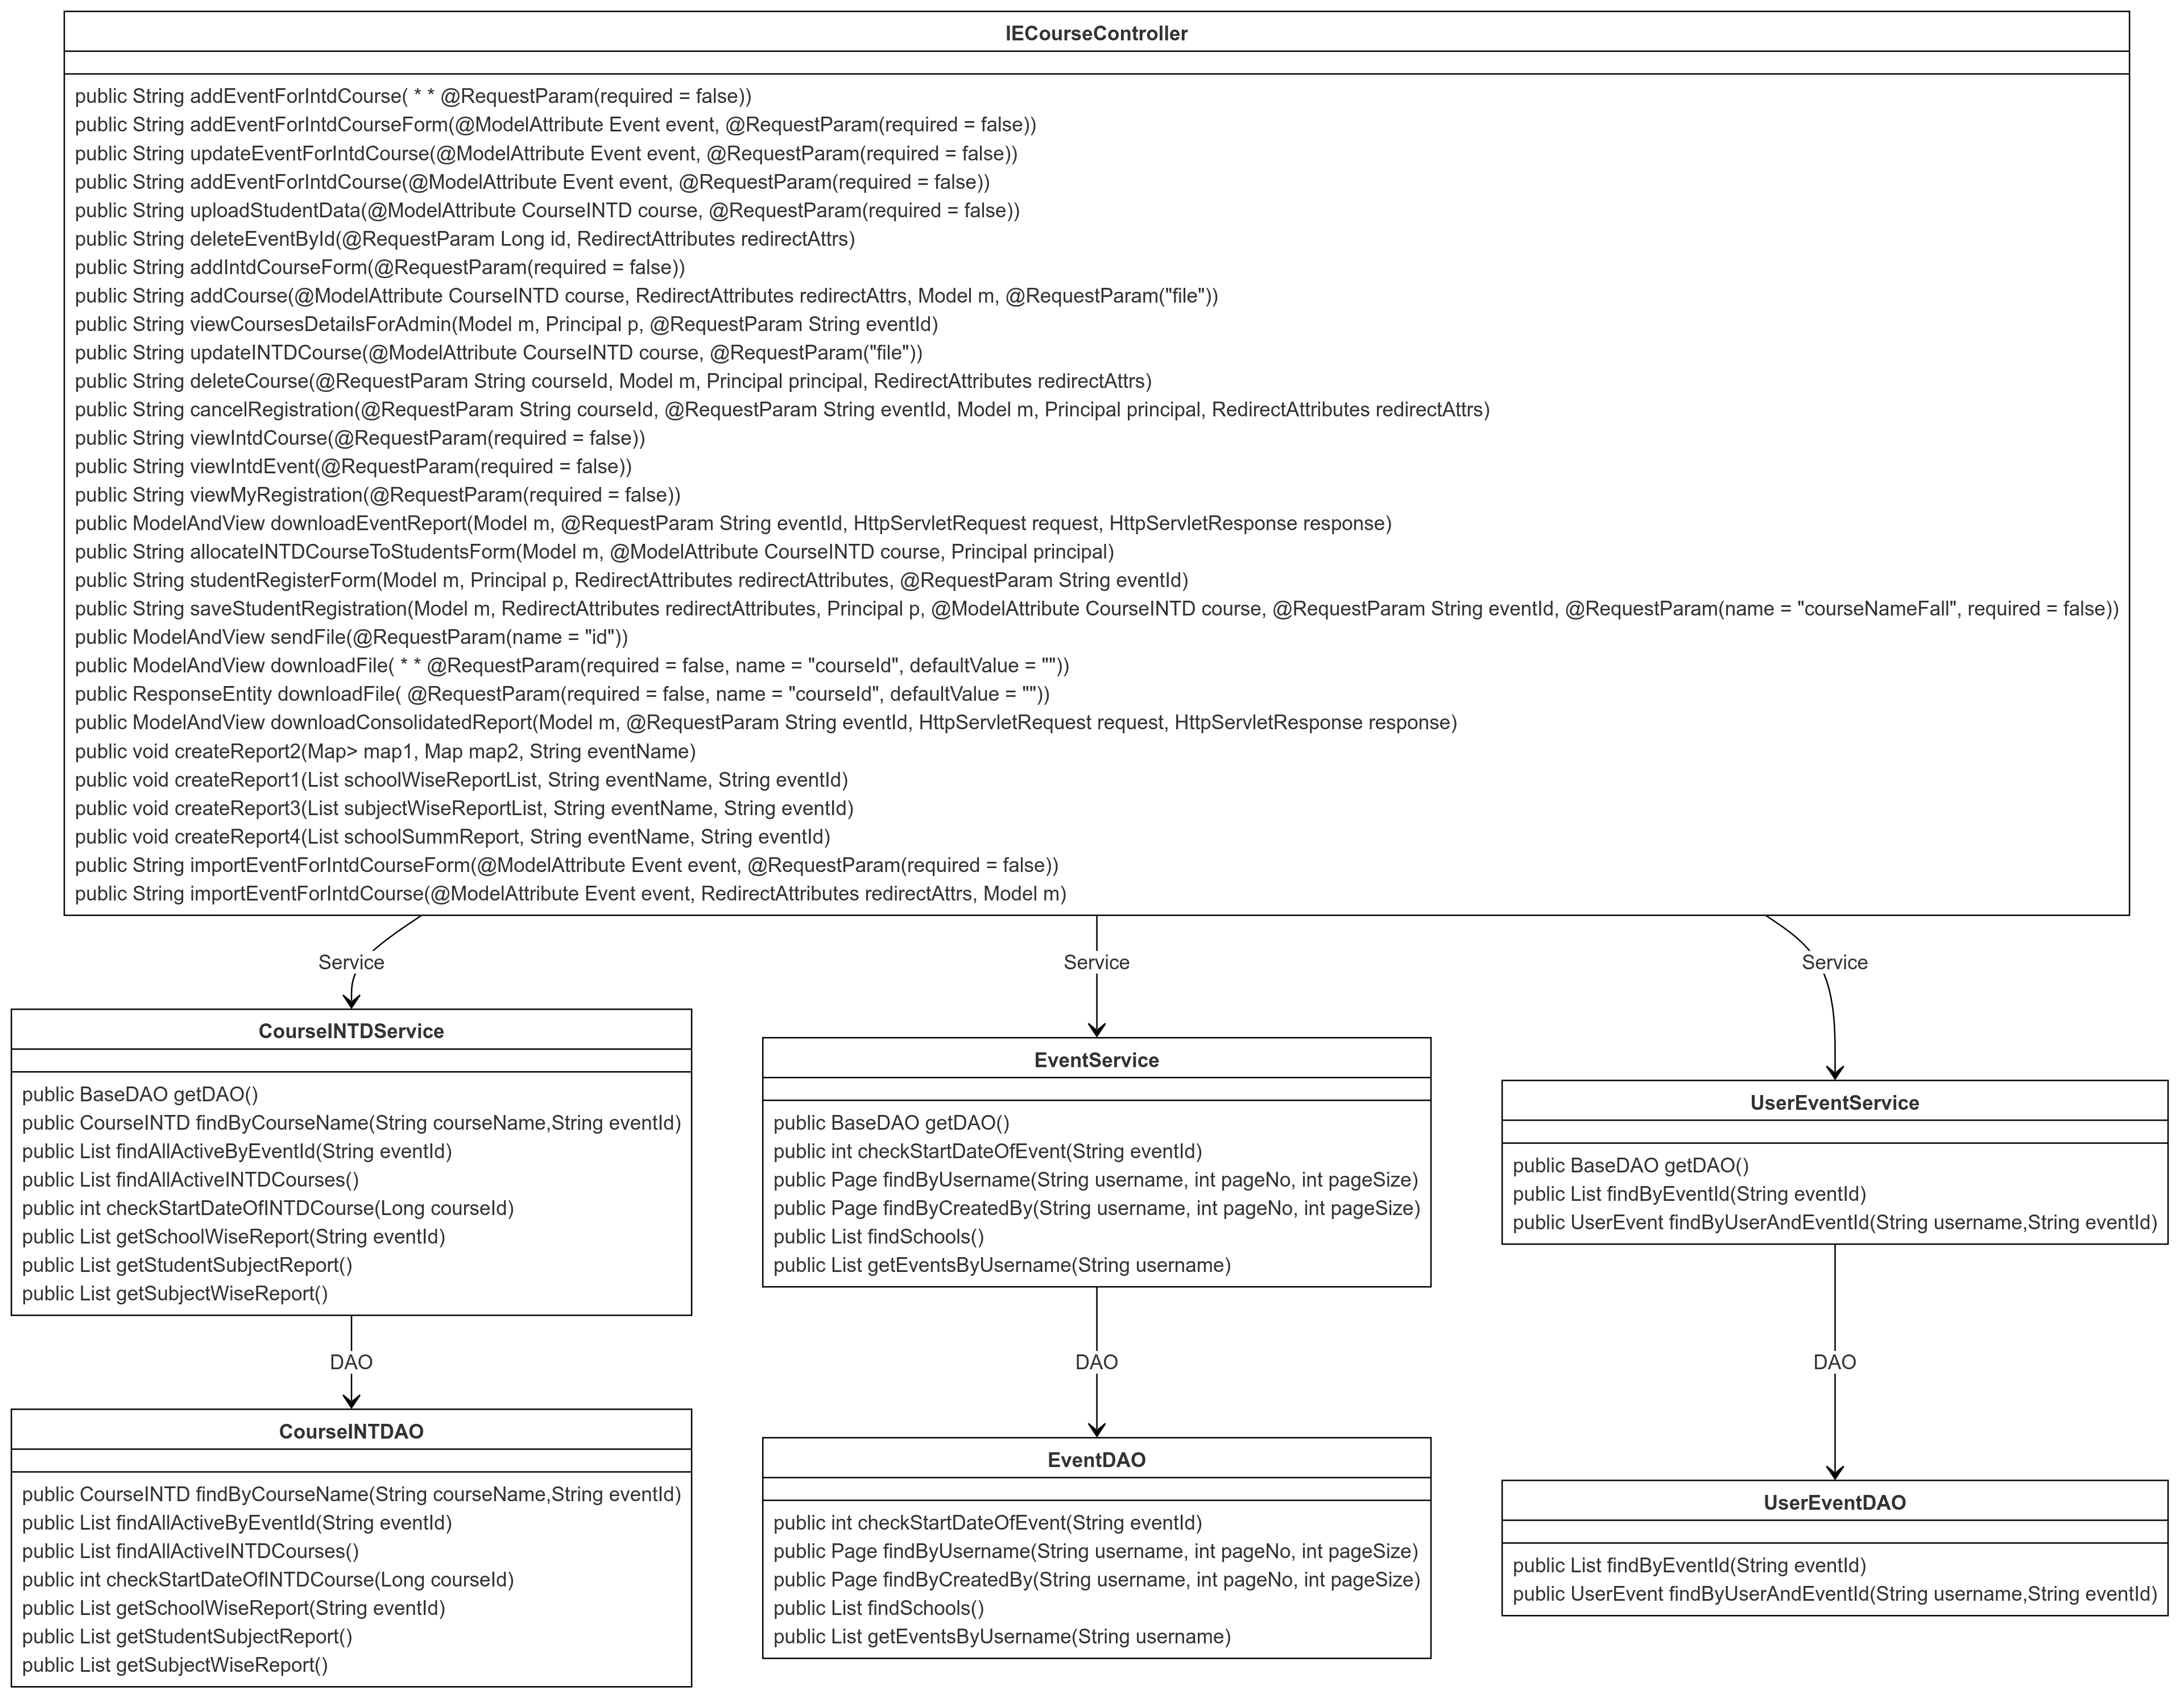 IECourseController
public String addEventForIntdCourse( * * @RequestParam(required = false))
public String addEventForIntdCourseForm(@ModelAttribute Event event, @RequestParam(required = false))
public String updateEventForIntdCourse(@ModelAttribute Event event, @RequestParam(required = false))
public String addEventForIntdCourse(@ModelAttribute Event event, @RequestParam(required = false))
public String uploadStudentData(@ModelAttribute CourseINTD course, @RequestParam(required = false))
public String deleteEventById(@RequestParam Long id, RedirectAttributes redirectAttrs)
public String addIntdCourseForm(@RequestParam(required = false))
public String addCourse(@ModelAttribute CourseINTD course, RedirectAttributes redirectAttrs, Model m, @RequestParam("file"))
public String viewCoursesDetailsForAdmin(Model m, Principal p, @RequestParam String eventId)
public String updateINTDCourse(@ModelAttribute CourseINTD course, @RequestParam("file"))
public String deleteCourse(@RequestParam String courseId, Model m, Principal principal, RedirectAttributes redirectAttrs)
public String cancelRegistration(@RequestParam String courseId, @RequestParam String eventId, Model m, Principal principal, RedirectAttributes redirectAttrs)
public String viewIntdCourse(@RequestParam(required = false))
public String viewIntdEvent(@RequestParam(required = false))
public String viewMyRegistration(@RequestParam(required = false))
public ModelAndView downloadEventReport(Model m, @RequestParam String eventId, HttpServletRequest request, HttpServletResponse response)
public String allocateINTDCourseToStudentsForm(Model m, @ModelAttribute CourseINTD course, Principal principal)
public String studentRegisterForm(Model m, Principal p, RedirectAttributes redirectAttributes, @RequestParam String eventId)
public String saveStudentRegistration(Model m, RedirectAttributes redirectAttributes, Principal p, @ModelAttribute CourseINTD course, @RequestParam String eventId, @RequestParam(name = "courseNameFall", required = false))
public ModelAndView sendFile(@RequestParam(name = "id"))
public ModelAndView downloadFile( * * @RequestParam(required = false, name = "courseId", defaultValue = ""))
public ResponseEntity downloadFile( @RequestParam(required = false, name = "courseId", defaultValue = ""))
public ModelAndView downloadConsolidatedReport(Model m, @RequestParam String eventId, HttpServletRequest request, HttpServletResponse response)
public void createReport2(Map> map1, Map map2, String eventName)
public void createReport1(List schoolWiseReportList, String eventName, String eventId)
public void createReport3(List subjectWiseReportList, String eventName, String eventId)
public void createReport4(List schoolSummReport, String eventName, String eventId)
public String importEventForIntdCourseForm(@ModelAttribute Event event, @RequestParam(required = false))
public String importEventForIntdCourse(@ModelAttribute Event event, RedirectAttributes redirectAttrs, Model m)
Service
Service
Service
CourseINTDService
public BaseDAO getDAO()
public CourseINTD findByCourseName(String courseName,String eventId)
public List findAllActiveByEventId(String eventId)
public List findAllActiveINTDCourses()
public int checkStartDateOfINTDCourse(Long courseId)
public List getSchoolWiseReport(String eventId)
public List getStudentSubjectReport()
public List getSubjectWiseReport()
EventService
public BaseDAO getDAO()
public int checkStartDateOfEvent(String eventId)
public Page findByUsername(String username, int pageNo, int pageSize)
public Page findByCreatedBy(String username, int pageNo, int pageSize)
public List findSchools()
public List getEventsByUsername(String username)
UserEventService
public BaseDAO getDAO()
public List findByEventId(String eventId)
public UserEvent findByUserAndEventId(String username,String eventId)
DAO
DAO
DAO
CourseINTDAO
public CourseINTD findByCourseName(String courseName,String eventId)
public List findAllActiveByEventId(String eventId)
public List findAllActiveINTDCourses()
public int checkStartDateOfINTDCourse(Long courseId)
public List getSchoolWiseReport(String eventId)
public List getStudentSubjectReport()
public List getSubjectWiseReport()
EventDAO
public int checkStartDateOfEvent(String eventId)
public Page findByUsername(String username, int pageNo, int pageSize)
public Page findByCreatedBy(String username, int pageNo, int pageSize)
public List findSchools()
public List getEventsByUsername(String username)
UserEventDAO
public List findByEventId(String eventId)
public UserEvent findByUserAndEventId(String username,String eventId)